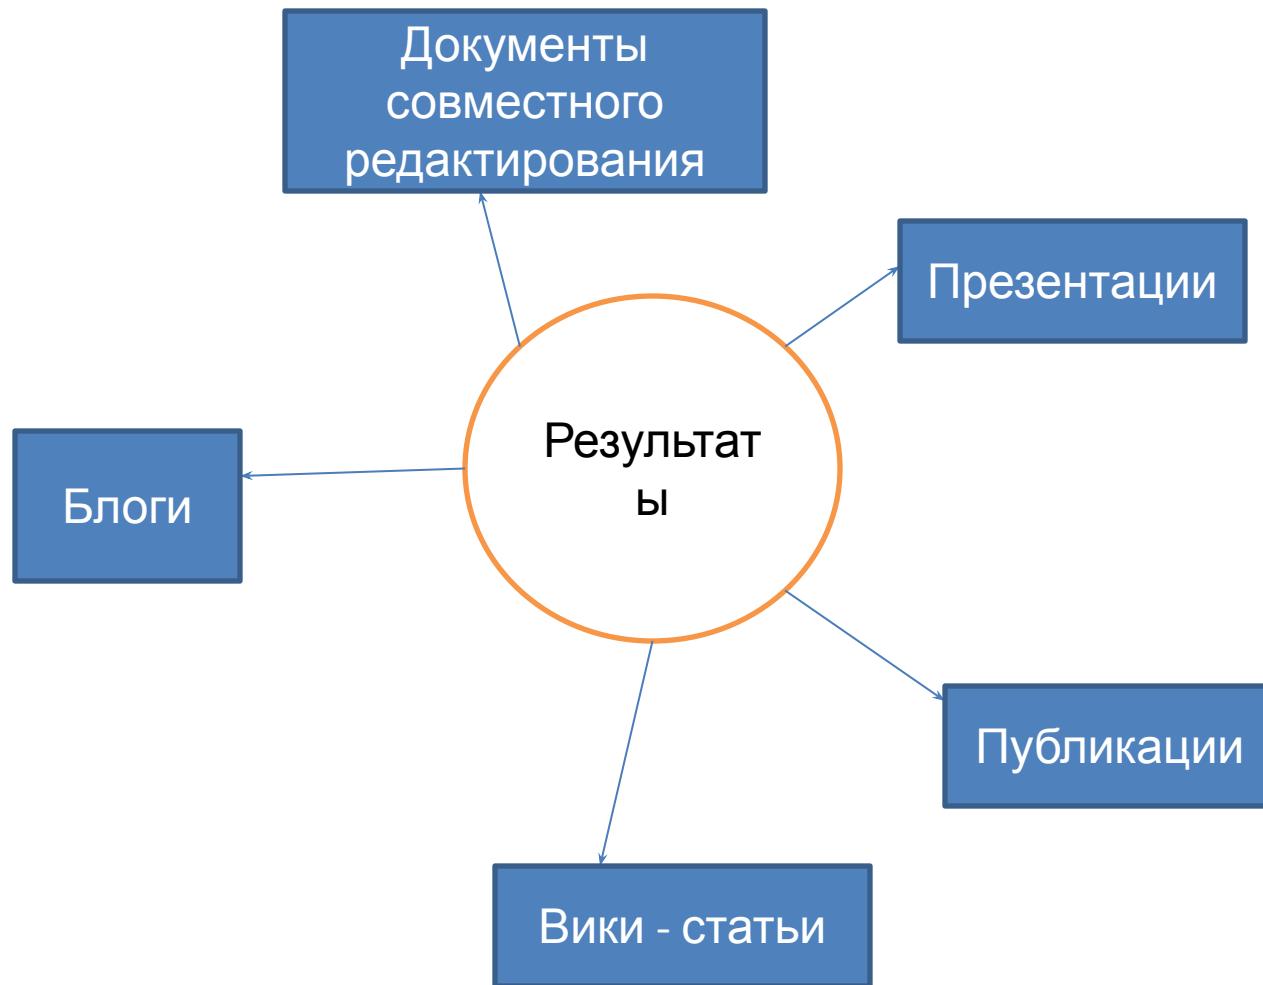 Документы
совместного
редактирования
Презентации
Результат
ы
Блоги
Публикации
Вики - статьи